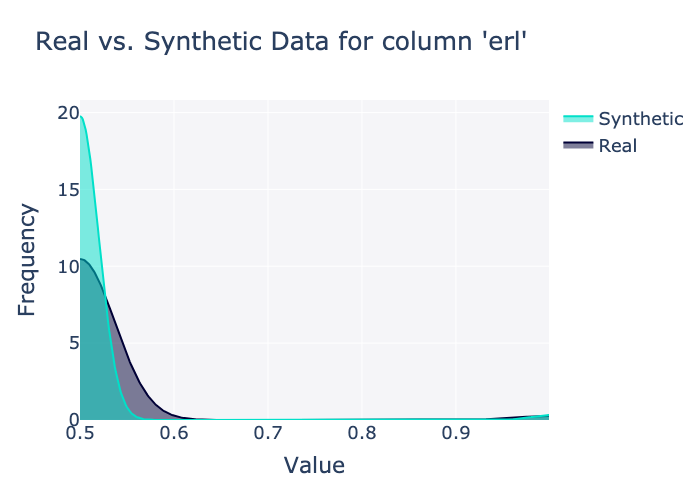 Real vs. Synthetic Data for column 'erl'
20
15
10
5
0
0.5
0.6
0.7
0.8
0.9
Frequency
Value
Synthetic
Real